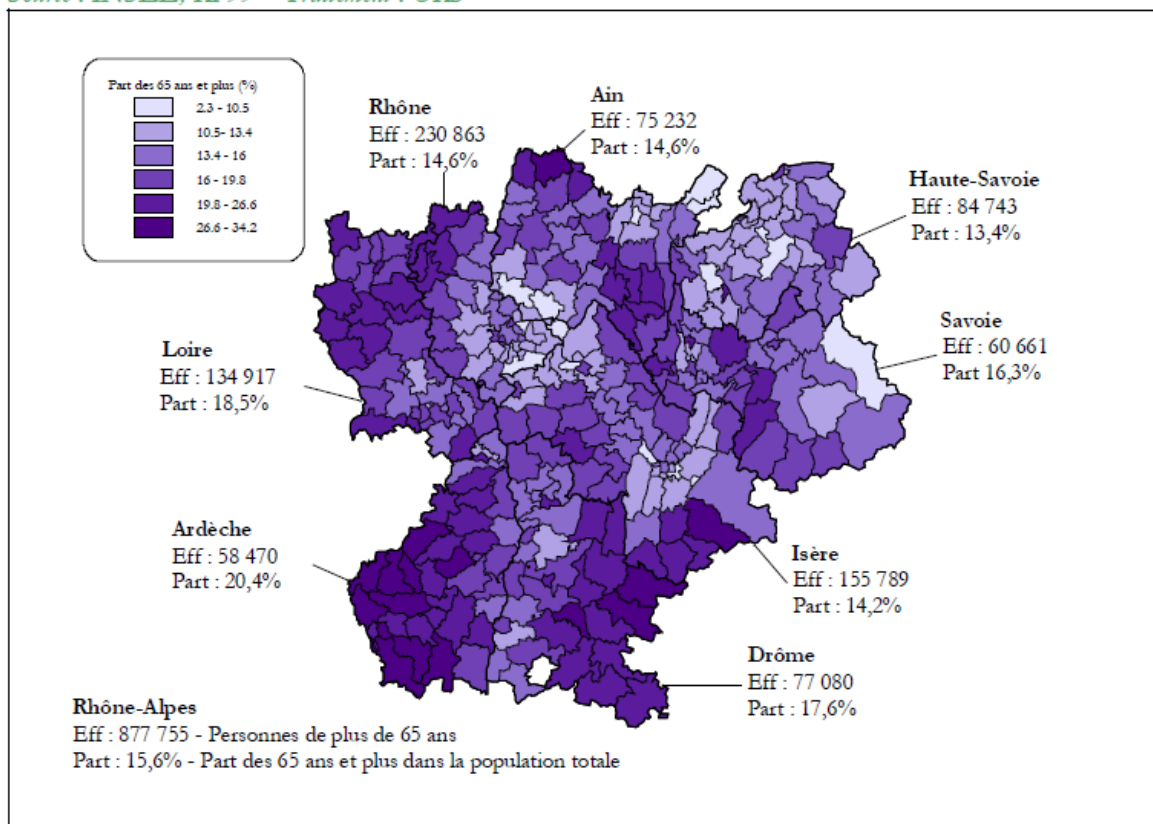 Part des 65 ans et plus (%)
2.3 - 10.5
10.5- 13.4
13.4 - 16
16 - 19.8
19.8 - 26.6
26.6 - 34.2
Rhône
Eff : 230 863
Part : 14,6%
Ain
Eff : 75 232
Part : 14,6%
Haute-Savoie
Eff : 84 743
Part : 13,4%
Savoie
Eff : 60 661
Part 16,3%
Loire
Eff : 134 917
Part : 18,5%
Ardèche
Eff : 58 470
Part : 20,4%
Isère
Eff : 155 789
Part : 14,2%
Drôme
Eff : 77 080
Part : 17,6%
Rhône-Alpes
Eff : 877 755 - Personnes de plus de 65 ans
Part : 15,6% - Part des 65 ans et plus dans la population totale